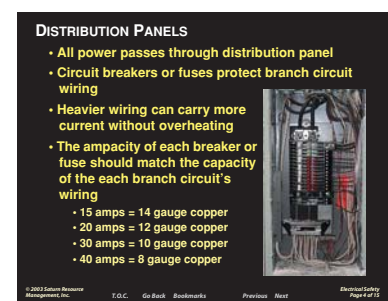 DISTRIBUTION PANELS
• All power passes through distribution panel
• Circuit breakers or fuses protect branch circuit
wiring
• Heavier wiring can carry more
current without overheating
• The ampacity of each breaker or
fuse should match the capacity
of the each branch circuit's
wiring
• 15 amps = 14 gauge copper
• 20 amps = 12 gauge copper
• 30 amps = 10 gauge copper
• 40 amps = 8 gauge copper
© 2003 Saturn Resource
Management, Inc.
T.O.C. Go Back Bookmarks Previous Next
Electrical Safety
Page 4 of 15